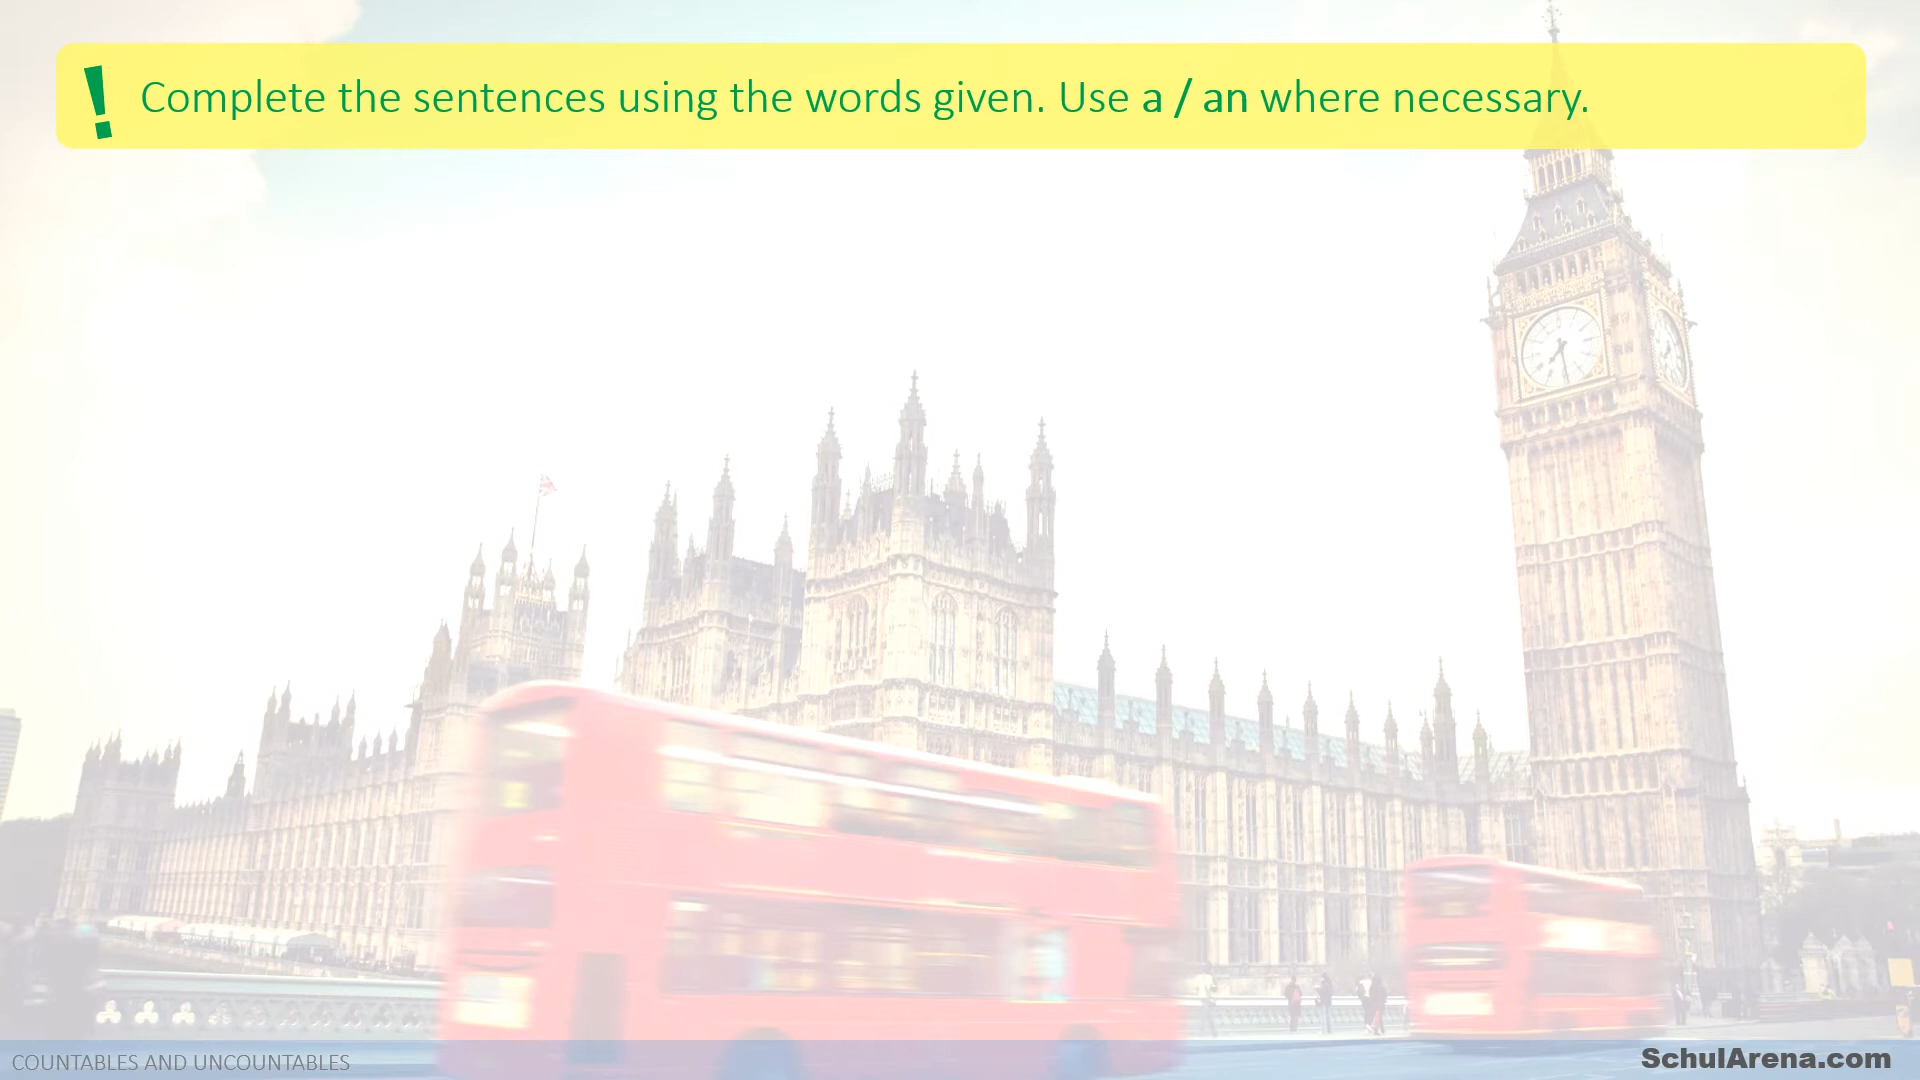 ! Complete the sentences using the words given. Use a / an where necessary.
COUNTABLES AND UNCOUNTABLES
SchulArena.com